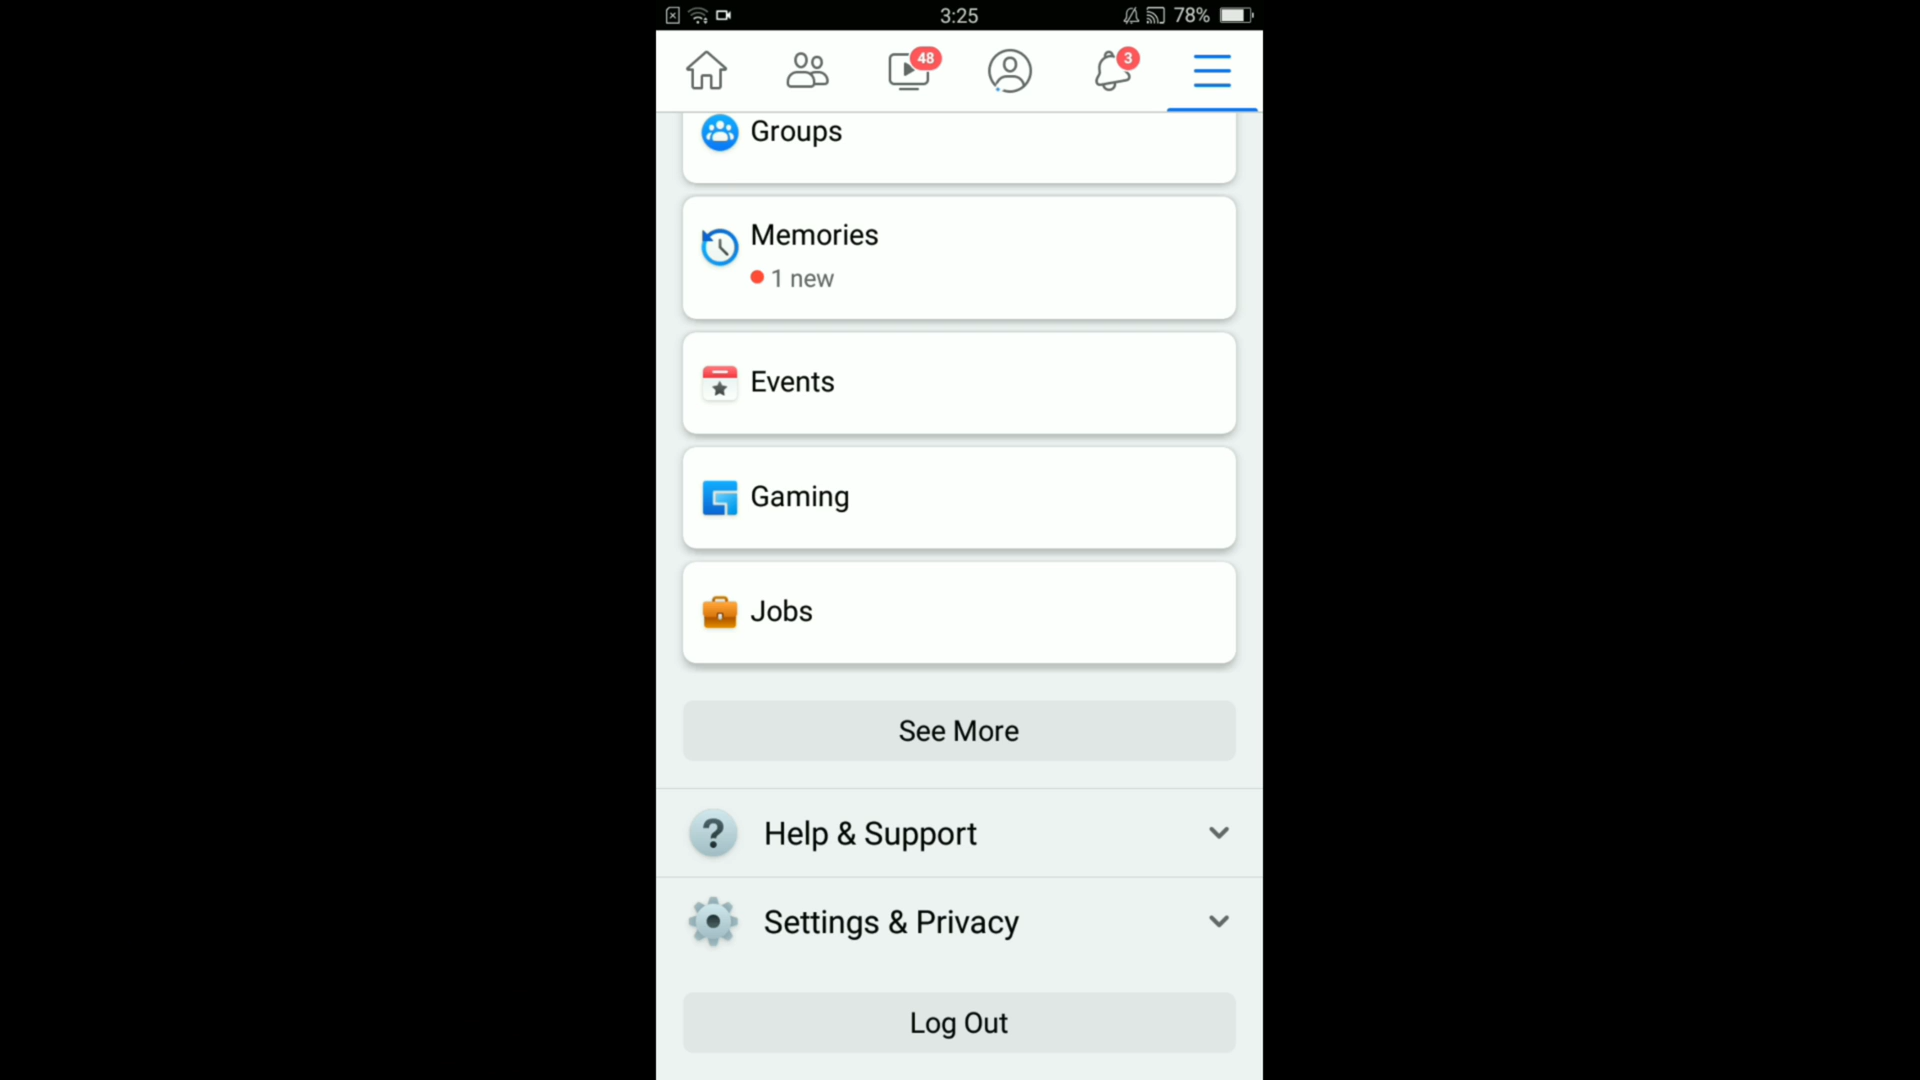 3:25
78%
48
3
Groups
Memories
1 new
Events
Gaming
Jobs
See More
Help & Support
Settings & Privacy
Log Out